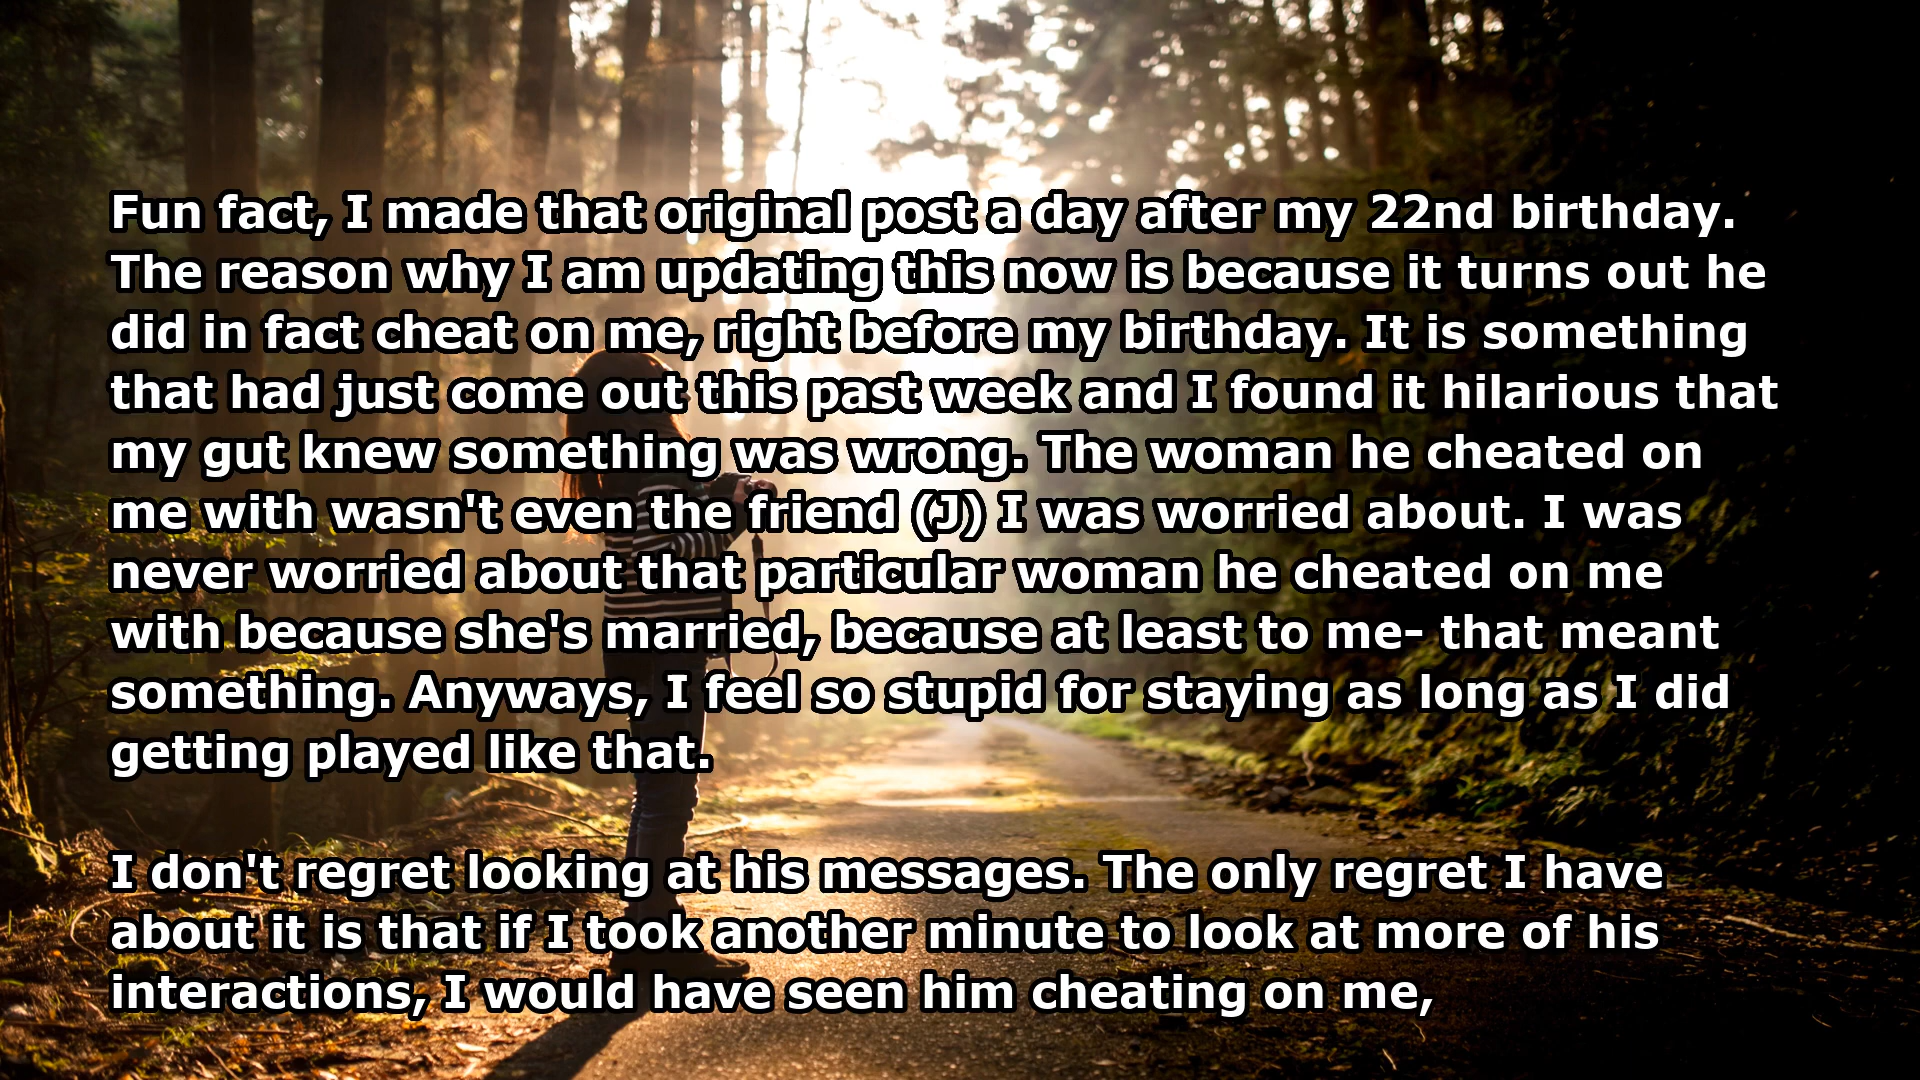 Fun fact, I made that original post a day after my 22nd birthday.
The reason why I am updating this now is because it turns out he
did in fact cheat on me, right before my birthday. It is something
that had just come out this past week and I found it hilarious that
my gut knew something was wrong. The woman he cheated on
me with wasn't even the friend (J) I was worried about. I was
never worried about that particular woman he cheated on me
with because she's married, because at least to me- that meant
something. Anyways, I feel so stupid for staying as long as I did
getting played like that.
I don't regret looking at his messages. The only regret I have
about it is that if I took another minute to look at more of his
interactions, I would have seen him cheating on me,